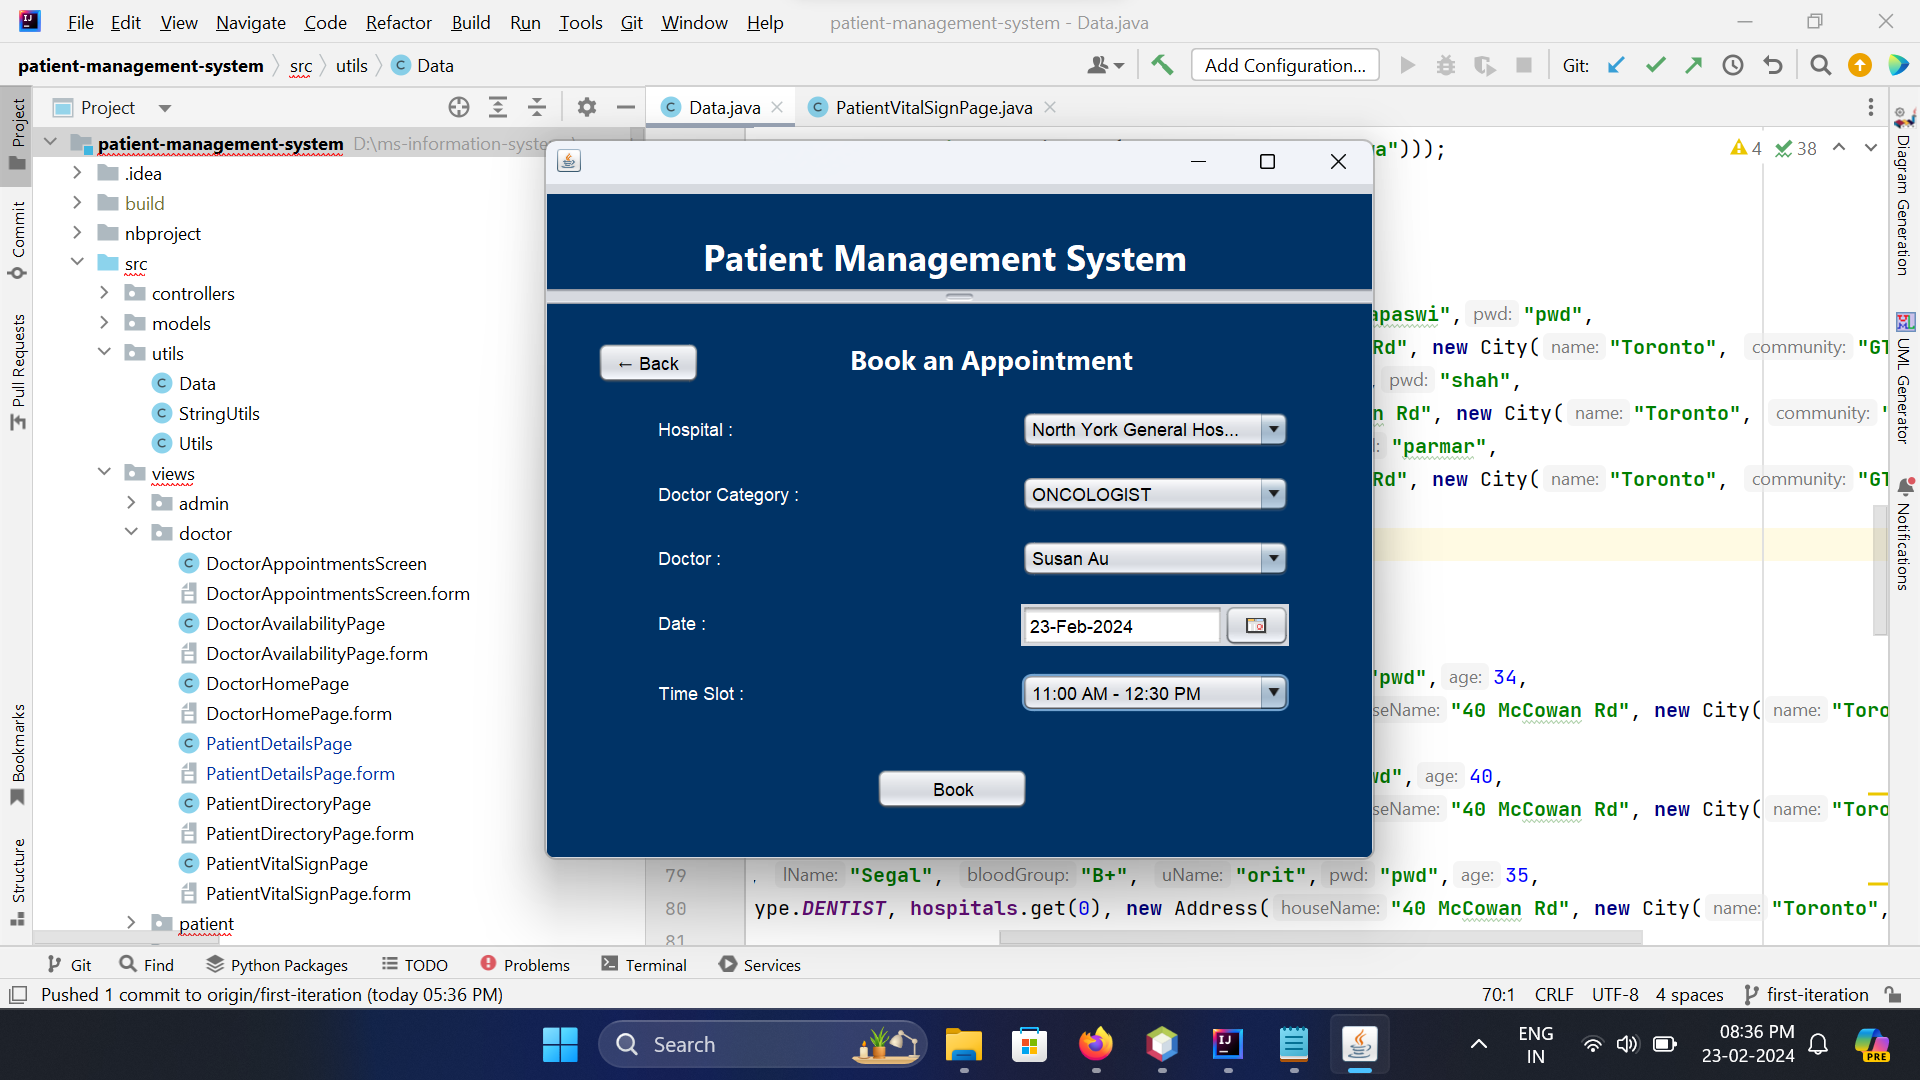 File Edit View Navigate Code Refactor Build Run Tools Git Window Help patient-management-system - Data.java
patient-management-system src utils Data Add Configuration... Git:
Project Data.java PatientVitalSignPage.java
patient-management-system D:\ms-information-syste
.idea
build
nbproject
src
controllers
models
utils
Data
StringUtils
Utils
views
admin
doctor
DoctorAppointmentsScreen
DoctorAppointmentsScreen.form
DoctorAvailabilityPage
DoctorAvailabilityPage.form
DoctorHomePage
DoctorHomePage.form
PatientDetailsPage
PatientDetailsPage.form
PatientDirectoryPage
PatientDirectoryPage.form
PatientVitalSignPage
PatientVitalSignPage.form
patient
Project
Commit
Pull Requests
Bookmarks
Structure
Patient Management System
← Back Book an Appointment
Hospital : North York General Hos...
Doctor Category : ONCOLOGIST
Doctor : Susan Au
Date : 23-Feb-2024
Time Slot : 11:00 AM - 12:30 PM
Book
a")));
4 38
apaswi", pwd: "pwd",
Rd", new City( name: "Toronto", community: "GT
, pwd: "shah",
n Rd", new City( name: "Toronto", community: "
: "parmar",
Rd", new City( name: "Toronto", community: "GT
"pwd", age: 34,
seName: "40 McCowan Rd", new City( name: "Toro
wd", age: 40,
seName: "40 McCowan Rd", new City( name: "Toro
79 , lName: "Segal", bloodGroup: "B+", uName: "orit", pwd: "pwd", age: 35,
80 ype.DENTIST, hospitals.get(0), new Address( houseName: "40 McCowan Rd", new City( name: "Toronto",
81
Diagram Generation
UML Generator
Notifications
Git Find Python Packages TODO Problems Terminal Services
Pushed 1 commit to origin/first-iteration (today 05:36 PM) 70:1 CRLF UTF-8 4 spaces first-iteration
Search
ENG
IN
08:36 PM
23-02-2024
PRE